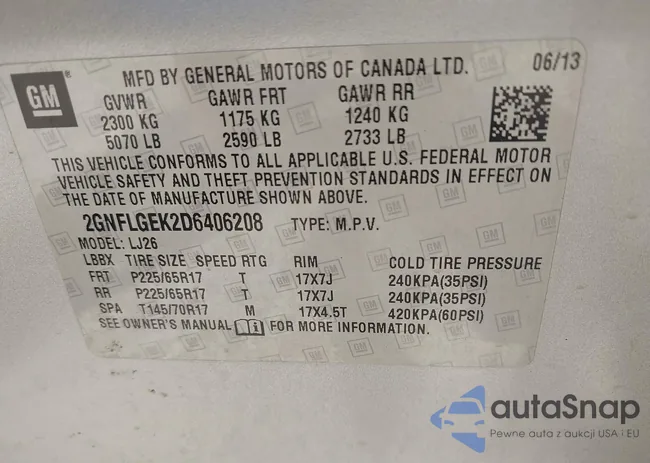 GM
MFD BY GENERAL MOTORS OF CANADA LTD. 06/13
GVWR GAWR FRT GAWR RR
2300 KG 1175 KG 1240 KG
5070 LB 2590 LB 2733 LB
THIS VEHICLE CONFORMS TO ALL APPLICABLE U.S. FEDERAL MOTOR
VEHICLE SAFETY AND THEFT PREVENTION STANDARDS IN EFFECT ON
THE DATE OF MANUFACTURE SHOWN ABOVE.
2GNFLGEK2D6406208 TYPE: M.P.V.
MODEL: LJ26
LBBX TIRE SIZE SPEED RTG RIM COLD TIRE PRESSURE
FRT P225/65R17 T 17X7J 240KPA(35PSI)
RR P225/65R17 T 17X7J 240KPA(35PSI)
SPA T145/70R17 M 17X4.5T 420KPA(60PSI)
SEE OWNER'S MANUAL FOR MORE INFORMATION.
autaSnap
Pewne auta z aukcji USA i EU